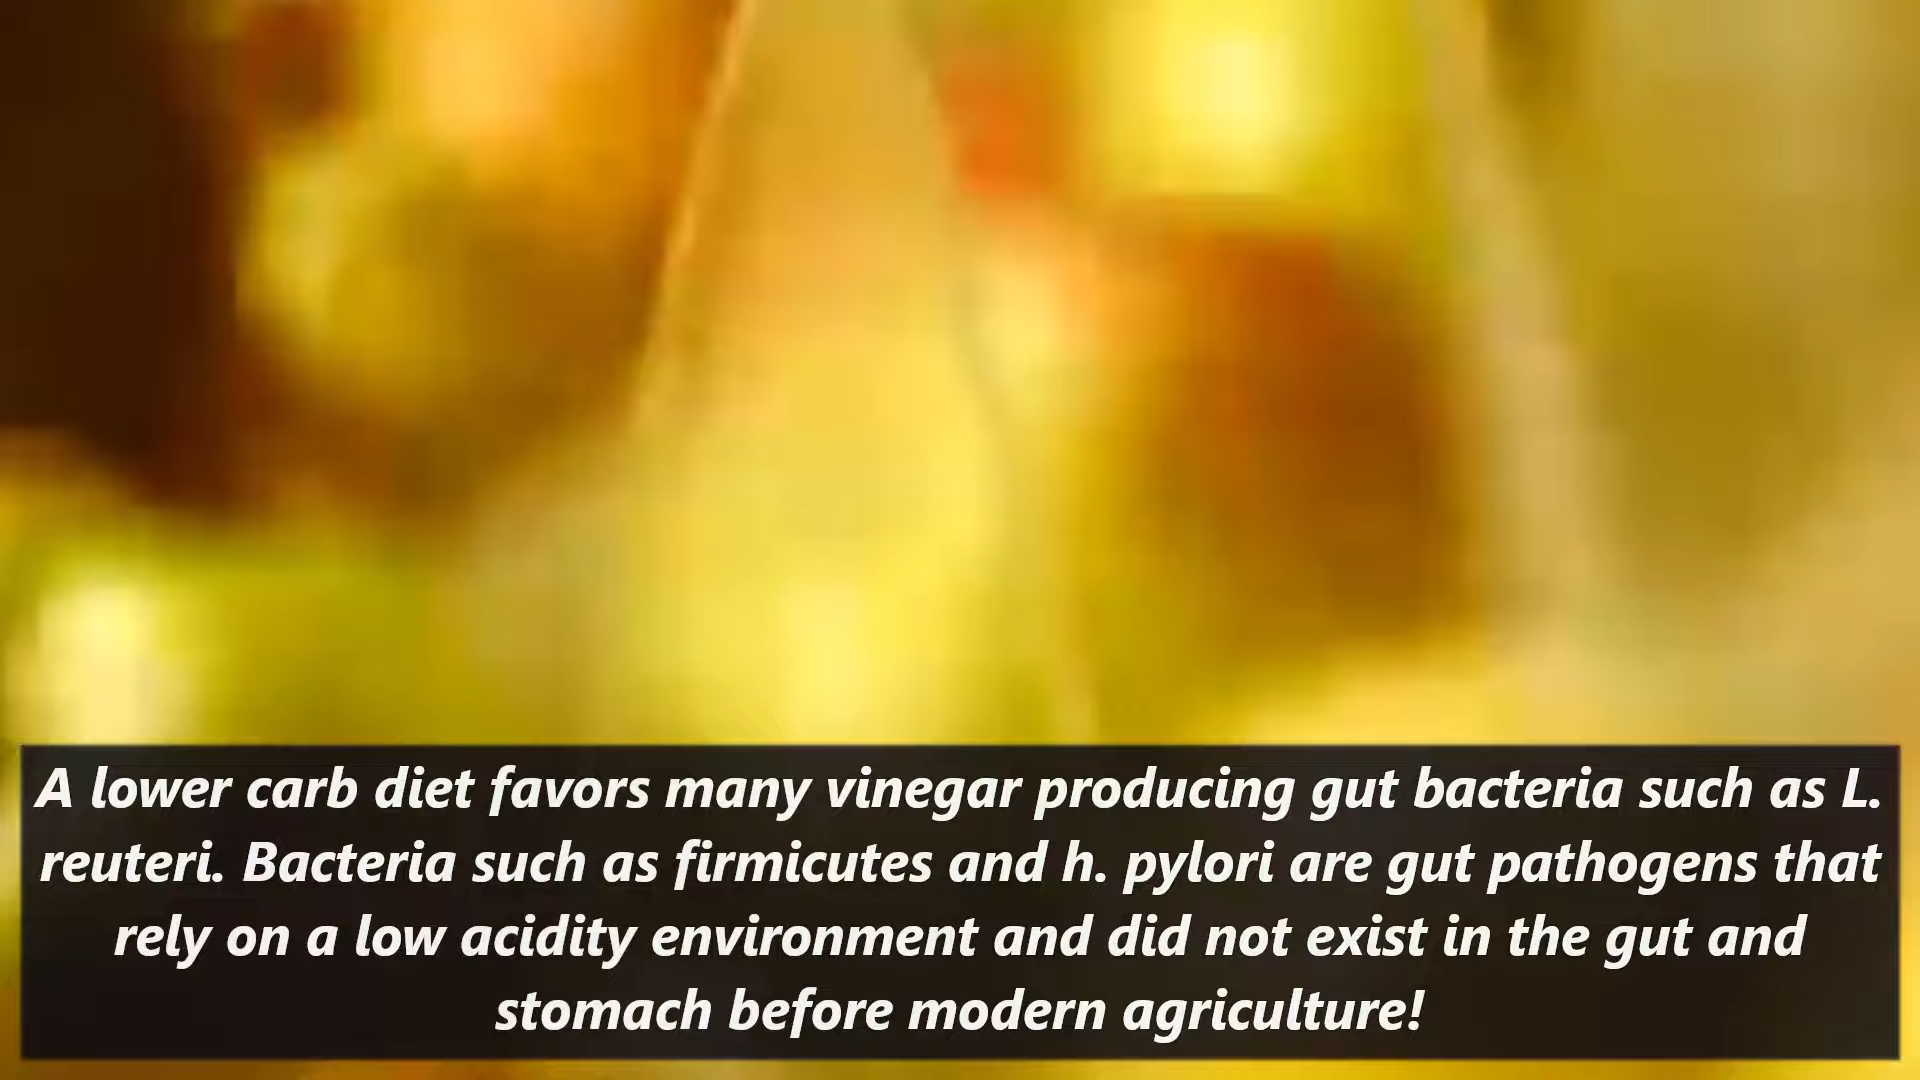 A lower carb diet favors many vinegar producing gut bacteria such as L.
reuteri. Bacteria such as firmicutes and h. pylori are gut pathogens that
rely on a low acidity environment and did not exist in the gut and
stomach before modern agriculture!